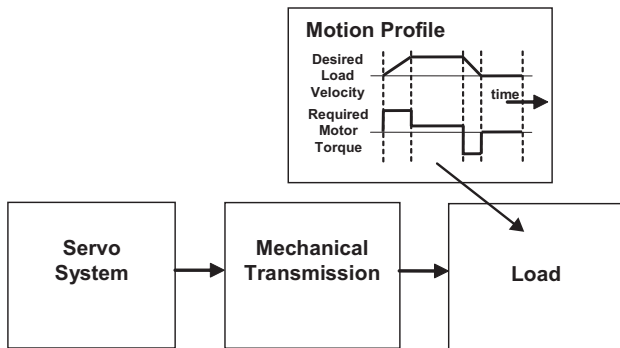 Motion Profile
Desired
Load
Velocity
time
Required
Motor
Torque
Servo
System
Mechanical
Transmission
Load